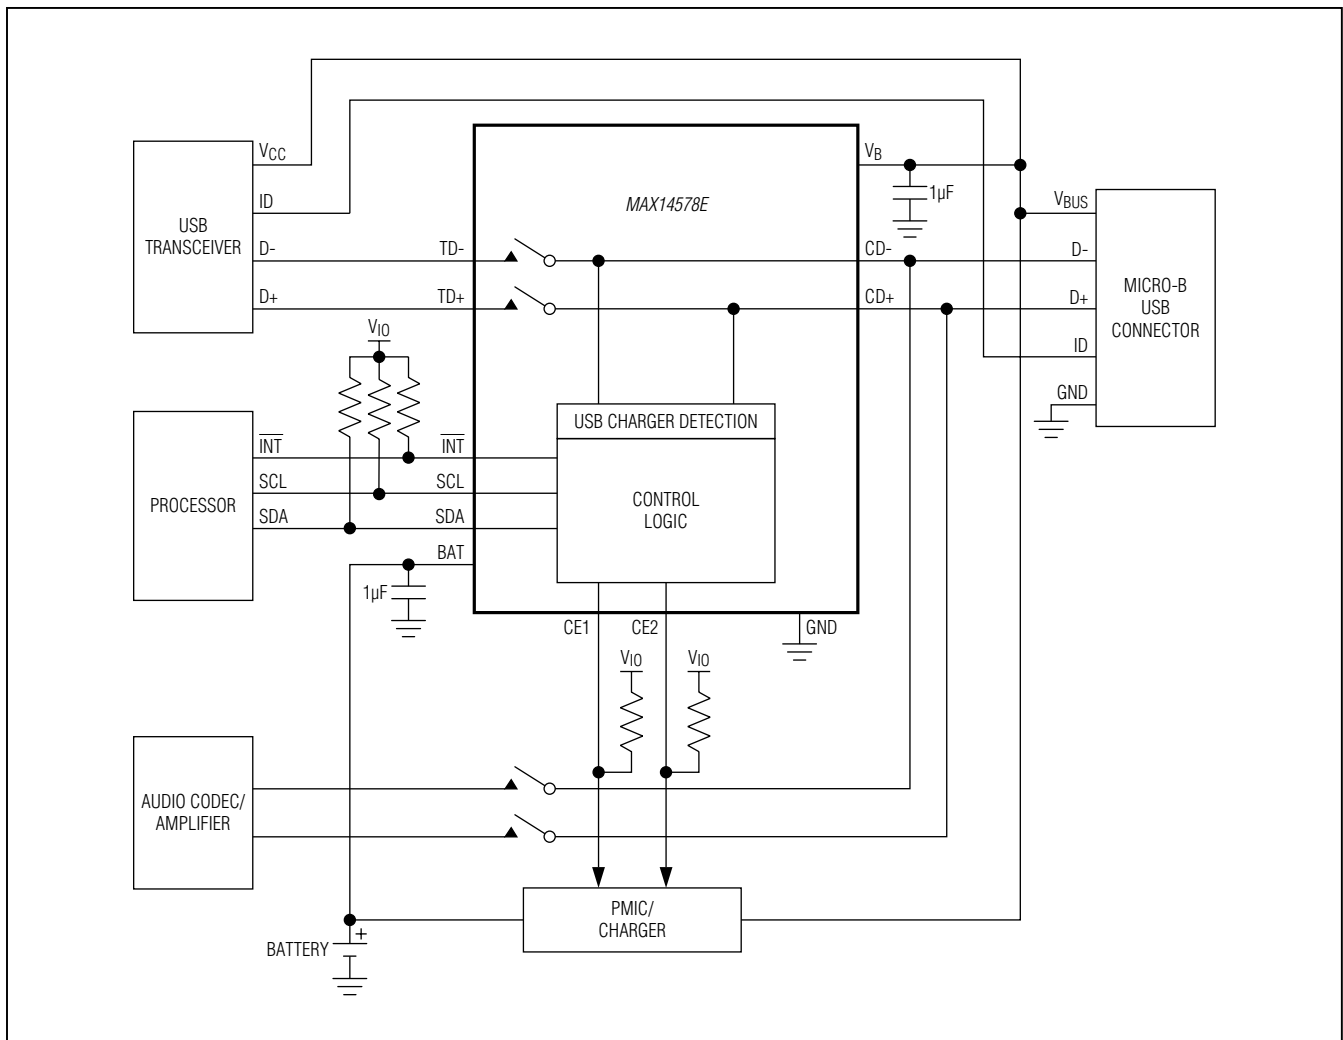 VCC
VB
1µF
MAX14578E
ID
VBUS
USB
TRANSCEIVER
D-
TD-
CD-
D-
D+
TD+
CD+
D+
MICRO-B
USB
CONNECTOR
VIO
ID
GND
USB CHARGER DETECTION
INT
INT
SCL
SCL
PROCESSOR
CONTROL
LOGIC
SDA
SDA
BAT
1µF
CE1
CE2
GND
VIO
VIO
AUDIO CODEC/
AMPLIFIER
PMIC/
CHARGER
+
BATTERY